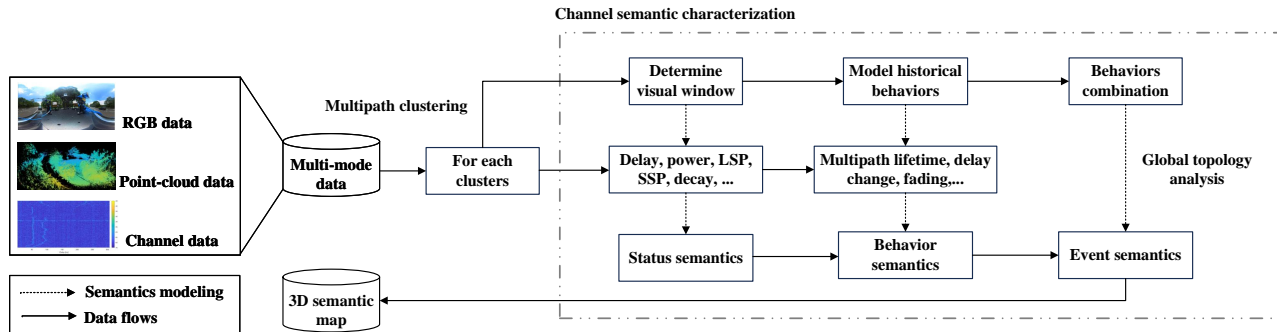 Channel semantic characterization
RGB data
Point-cloud data
Channel data
Multi-mode
data
Multipath clustering
For each
clusters
Determine
visual window
Model historical
behaviors
Behaviors
combination
Delay, power, LSP,
SSP, decay, ...
Multipath lifetime, delay
change, fading,...
Global topology
analysis
Status semantics
Behavior
semantics
Event semantics
Semantics modeling
Data flows
3D semantic
map